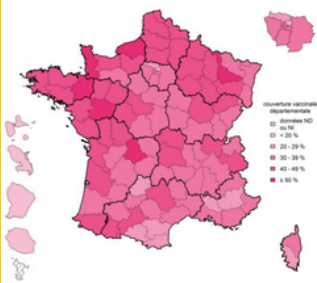 couverture vaccinale
départementale
données ND
ou NI
< 20 %
20 - 29 %
30 - 39 %
40 - 49 %
≥ 50 %